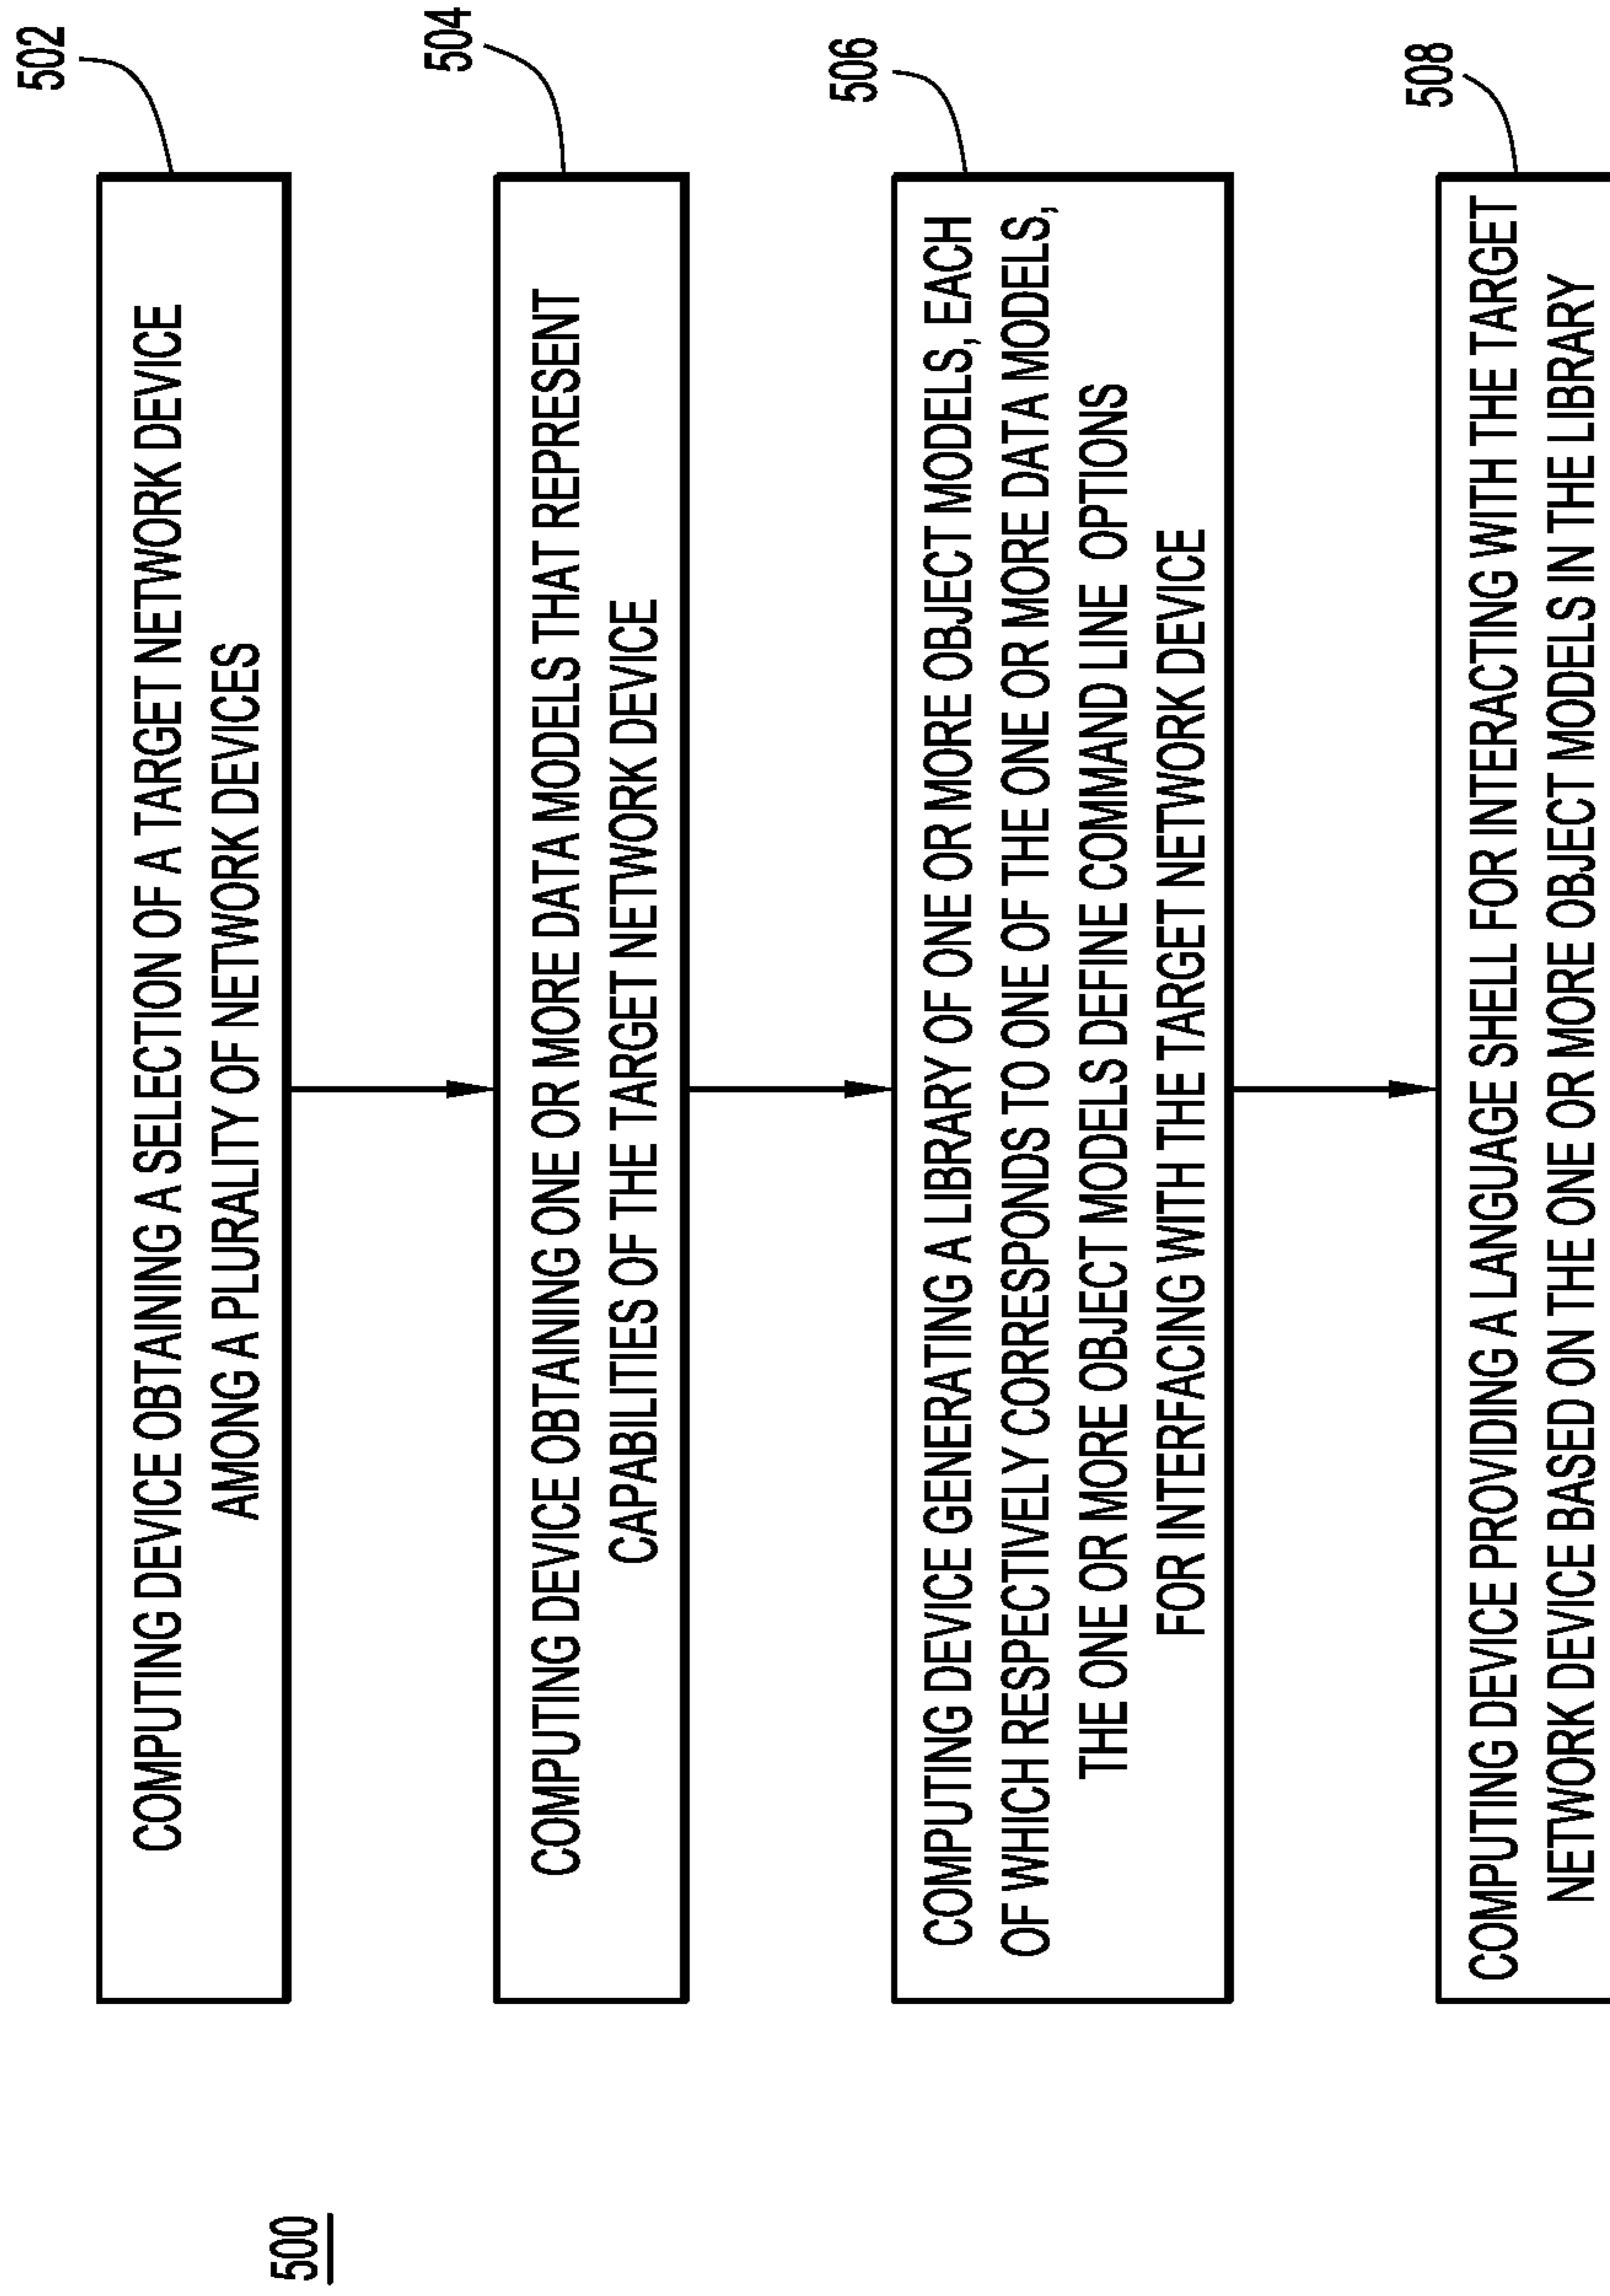 500
502
COMPUTING DEVICE OBTAINING A SELECTION OF A TARGET NETWORK DEVICE
AMONG A PLURALITY OF NETWORK DEVICES
504
COMPUTING DEVICE OBTAINING ONE OR MORE DATA MODELS THAT REPRESENT
CAPABILITIES OF THE TARGET NETWORK DEVICE
506
COMPUTING DEVICE GENERATING A LIBRARY OF ONE OR MORE OBJECT MODELS, EACH
OF WHICH RESPECTIVELY CORRESPONDS TO ONE OF THE ONE OR MORE DATA MODELS,
THE ONE OR MORE OBJECT MODELS DEFINE COMMAND LINE OPTIONS
FOR INTERFACING WITH THE TARGET NETWORK DEVICE
508
COMPUTING DEVICE PROVIDING A LANGUAGE SHELL FOR INTERACTING WITH THE TARGET
NETWORK DEVICE BASED ON THE ONE OR MORE OBJECT MODELS IN THE LIBRARY